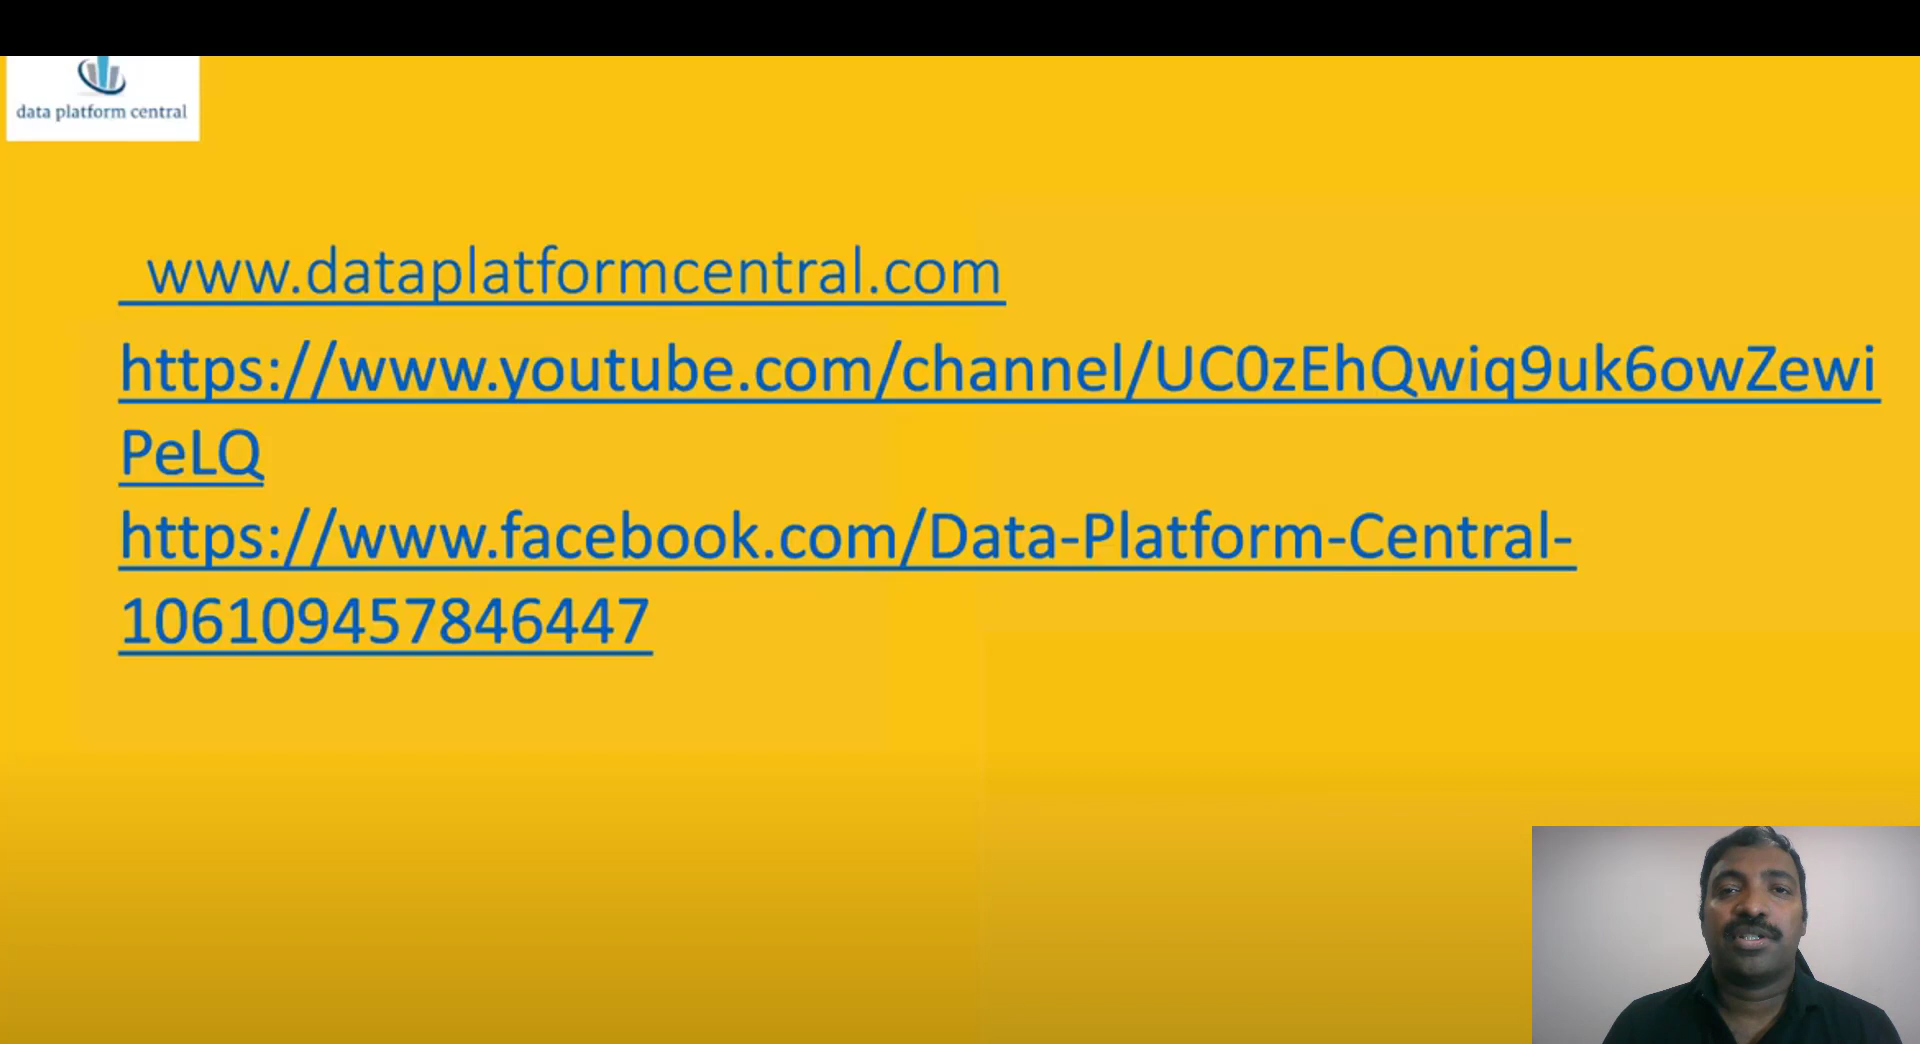 data platform central
www.dataplatformcentral.com
https://www.youtube.com/channel/UC0zEhQwiq9uk6owZewi
PeLQ
https://www.facebook.com/Data-Platform-Central-
106109457846447